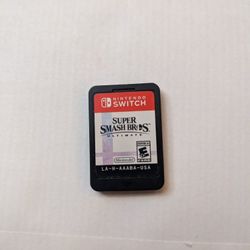 NINTENDO
SWITCH
SUPER
SMASH BROS.
ULTIMATE
Nintendo
E
LA-H-AAABA-USA